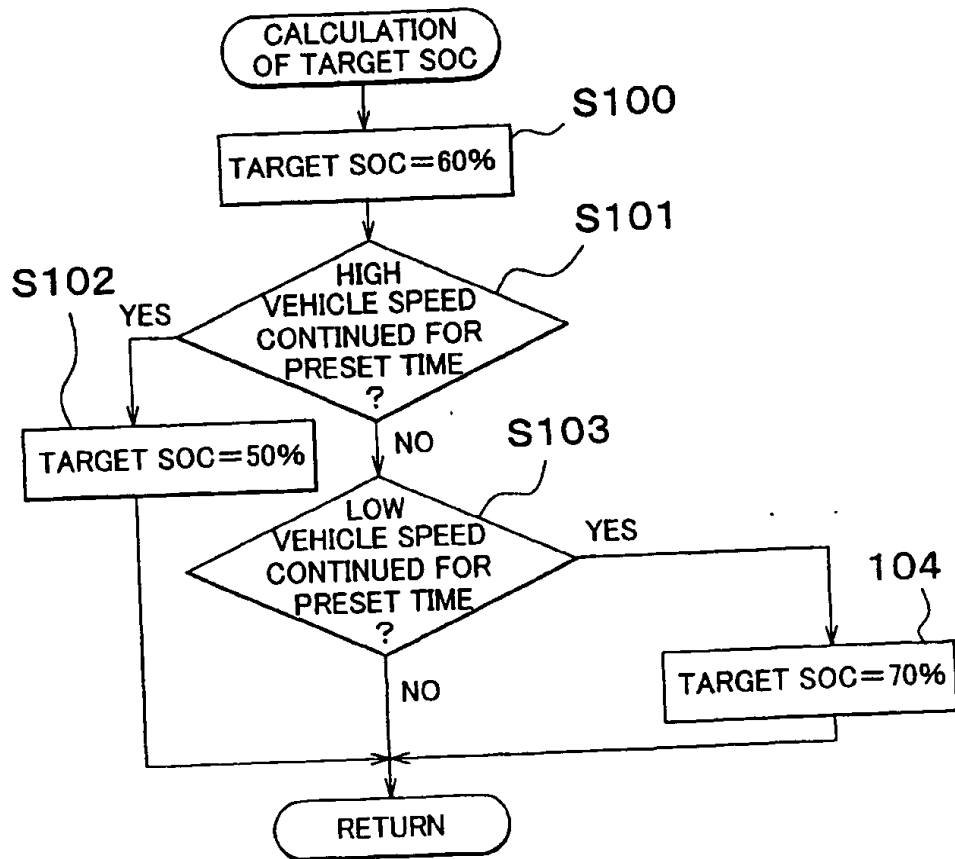 CALCULATION
OF TARGET SOC
S100
TARGET SOC=60%
S101
HIGH
VEHICLE SPEED
CONTINUED FOR
PRESET TIME
?
S102
YES
TARGET SOC=50%
NO
S103
LOW
VEHICLE SPEED
CONTINUED FOR
PRESET TIME
?
YES
104
TARGET SOC=70%
NO
RETURN